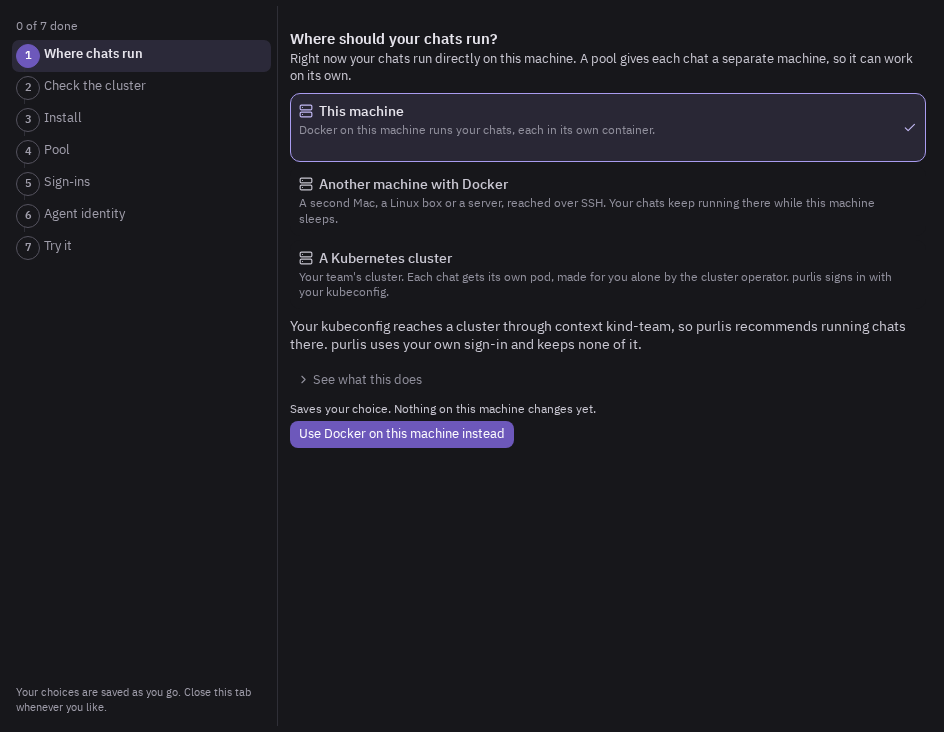 0 of 7 done
1 Where chats run
2 Check the cluster
3 Install
4 Pool
5 Sign-ins
6 Agent identity
7 Try it
Your choices are saved as you go. Close this tab
whenever you like.
Where should your chats run?
Right now your chats run directly on this machine. A pool gives each chat a separate machine, so it can work
on its own.
This machine
Docker on this machine runs your chats, each in its own container.
Another machine with Docker
A second Mac, a Linux box or a server, reached over SSH. Your chats keep running there while this machine
sleeps.
A Kubernetes cluster
Your team's cluster. Each chat gets its own pod, made for you alone by the cluster operator. purlis signs in with
your kubeconfig.
Your kubeconfig reaches a cluster through context kind-team, so purlis recommends running chats
there. purlis uses your own sign-in and keeps none of it.
See what this does
Saves your choice. Nothing on this machine changes yet.
Use Docker on this machine instead